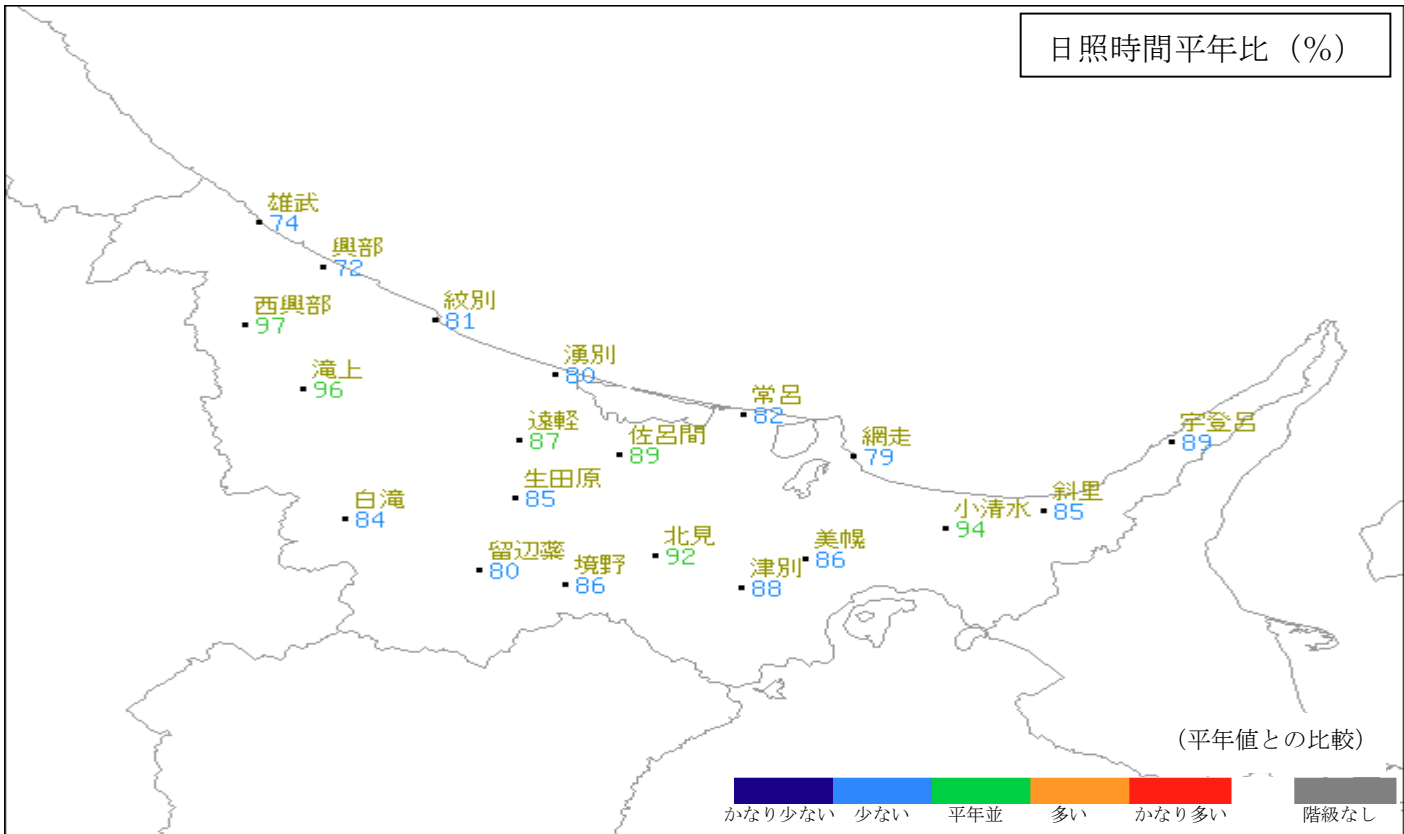 日照時間平年比（%）
雄武
74
興部
72
西興部
97
紋別
81
滝上
96
湧別
80
常呂
82
遠軽
87
佐呂間
89
網走
79
宇登呂
89
生田原
85
白滝
84
斜里
85
小清水
94
北見
92
美幌
86
留辺蘂
80
境野
86
津別
88
（平年値との比較）
かなり少ない 少ない 平年並 多い かなり多い 階級なし